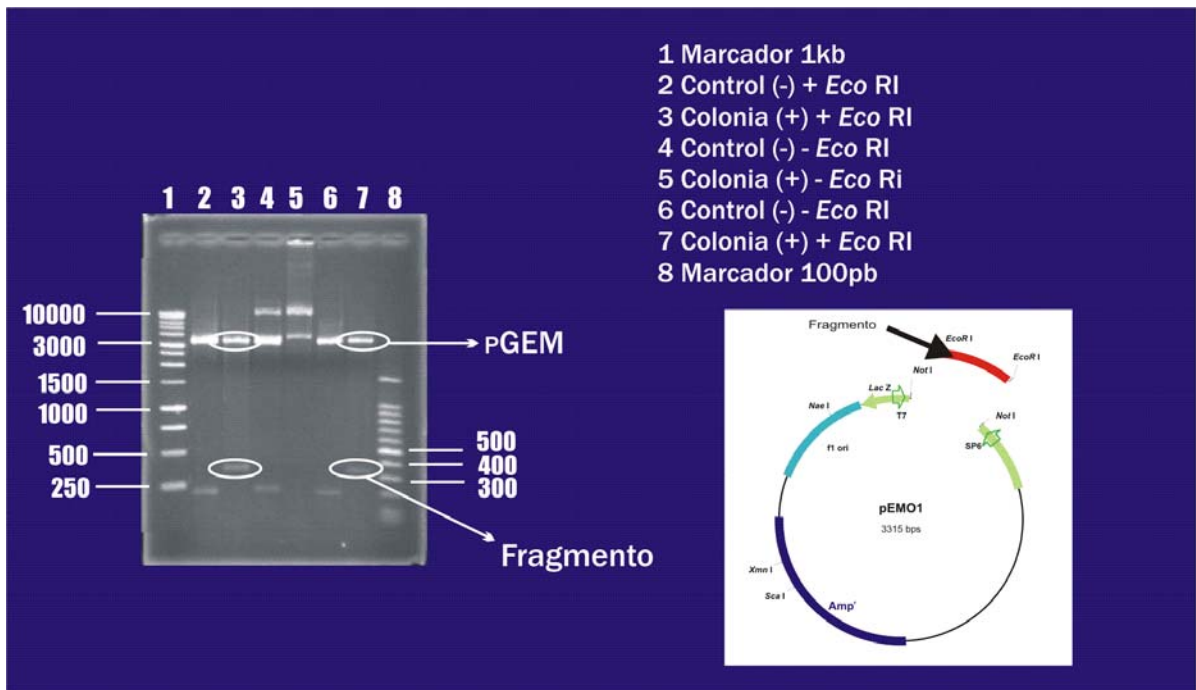 1 Marcador 1kb
2 Control (-) + Eco RI
3 Colonia (+) + Eco RI
4 Control (-) - Eco RI
5 Colonia (+) - Eco Ri
6 Control (-) - Eco RI
7 Colonia (+) + Eco RI
8 Marcador 100pb
1 2 3 4 5 6 7 8
10000
3000
1500
1000
500
250
500
400
300
pGEM
Fragmento
Fragmento
EcoR I
EcoR I
Not I
Lac Z
T7
Nae I
Not I
SP6
f1 ori
pEMO1
3315 bps
Xmn I
Sca I
Ampr